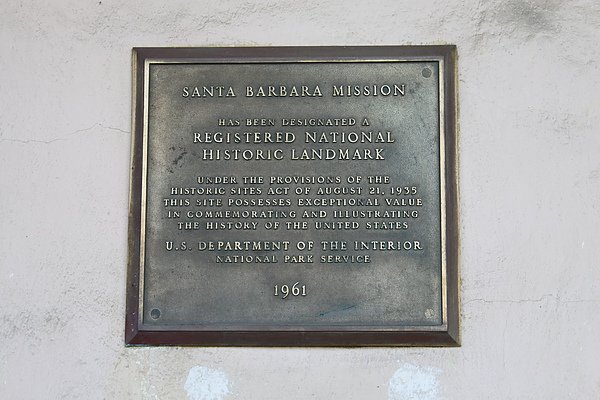 SANTA BARBARA MISSION
HAS BEEN DESIGNATED A
REGISTERED NATIONAL
HISTORIC LANDMARK
UNDER THE PROVISIONS OF THE
HISTORIC SITES ACT OF AUGUST 21, 1935
THIS SITE POSSESSES EXCEPTIONAL VALUE
IN COMMEMORATING AND ILLUSTRATING
THE HISTORY OF THE UNITED STATES
U.S. DEPARTMENT OF THE INTERIOR
NATIONAL PARK SERVICE
1961